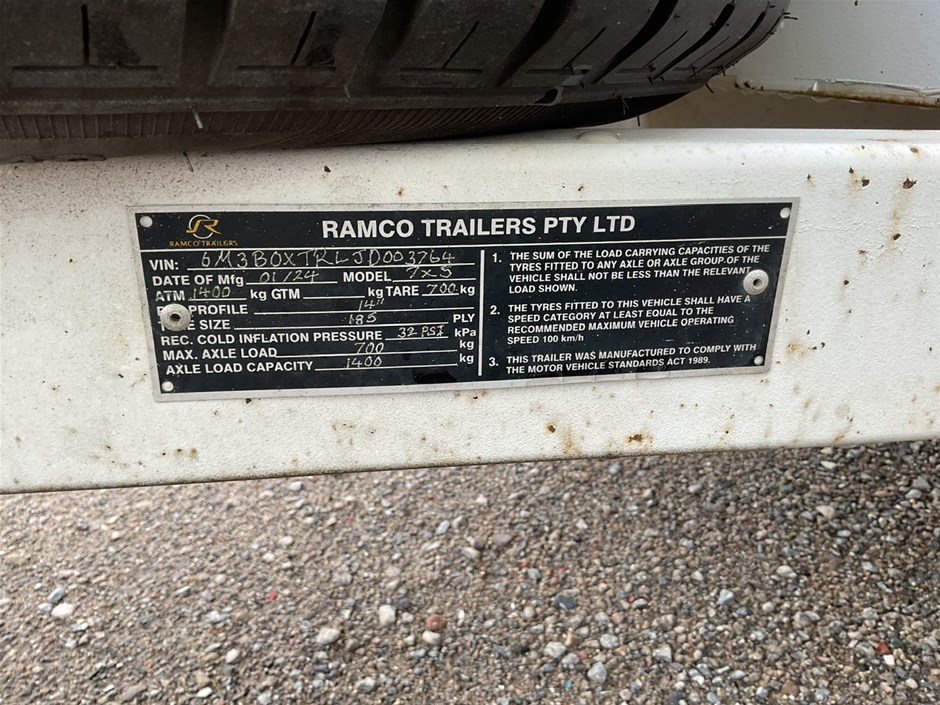 RAMCO TRAILERS
RAMCO TRAILERS PTY LTD
VIN: 6M3BOXTRLJD003764
DATE OF Mfg 01/24 MODEL 7x5
ATM 1400 kg GTM kg TARE 700 kg
PROFILE 14"
SIZE 185 PLY
REC. COLD INFLATION PRESSURE 32 PSI kPa
MAX. AXLE LOAD 700 kg
AXLE LOAD CAPACITY 1400 kg
1. THE SUM OF THE LOAD CARRYING CAPACITIES OF THE
TYRES FITTED TO ANY AXLE OR AXLE GROUP OF THE
VEHICLE SHALL NOT BE LESS THAN THE RELEVANT
LOAD SHOWN.
2. THE TYRES FITTED TO THIS VEHICLE SHALL HAVE A
SPEED CATEGORY AT LEAST EQUAL TO THE
RECOMMENDED MAXIMUM VEHICLE OPERATING
SPEED 100 km/h
3. THIS TRAILER WAS MANUFACTURED TO COMPLY WITH
THE MOTOR VEHICLE STANDARDS ACT 1989.